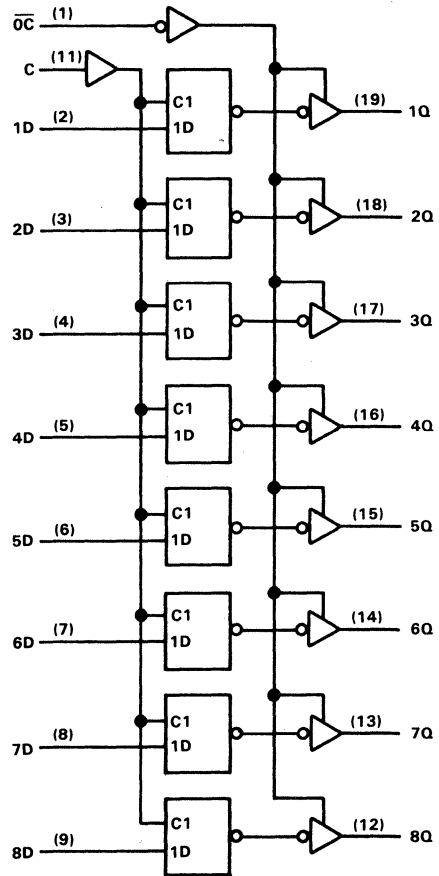 O̅C̅ (1)
C (11)
C1
1D (2) 1D (19) 1Q
C1
2D (3) 1D (18) 2Q
C1
3D (4) 1D (17) 3Q
C1
4D (5) 1D (16) 4Q
C1
5D (6) 1D (15) 5Q
C1
6D (7) 1D (14) 6Q
C1
7D (8) 1D (13) 7Q
C1
8D (9) 1D (12) 8Q